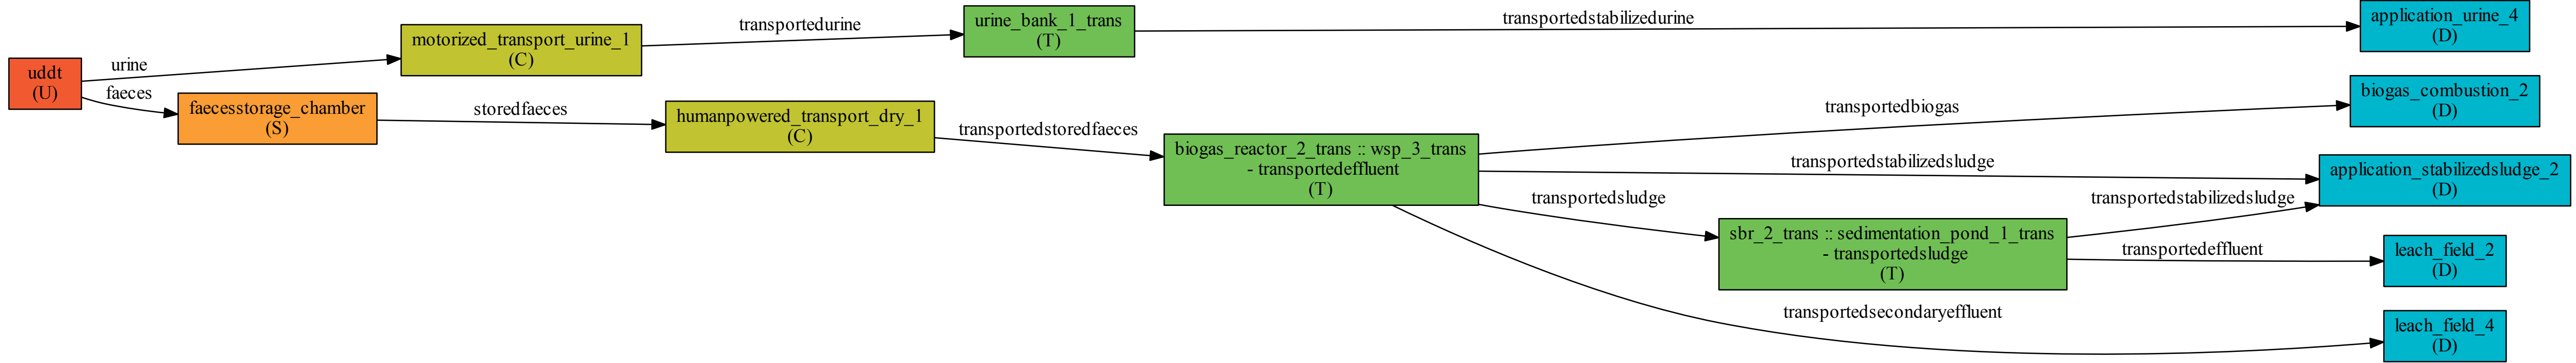 uddt
(U)
urine
faeces
faecesstorage_chamber
(S)
motorized_transport_urine_1
(C)
storedfaeces
transportedurine
humanpowered_transport_dry_1
(C)
urine_bank_1_trans
(T)
transportedstoredfaeces
biogas_reactor_2_trans :: wsp_3_trans
- transportedeffluent
(T)
transportedstabilizedurine
transportedbiogas
transportedstabilizedsludge
transportedsludge
sbr_2_trans :: sedimentation_pond_1_trans
- transportedsludge
(T)
transportedsecondaryeffluent
transportedstabilizedsludge
transportedeffluent
application_urine_4
(D)
biogas_combustion_2
(D)
application_stabilizedsludge_2
(D)
leach_field_2
(D)
leach_field_4
(D)